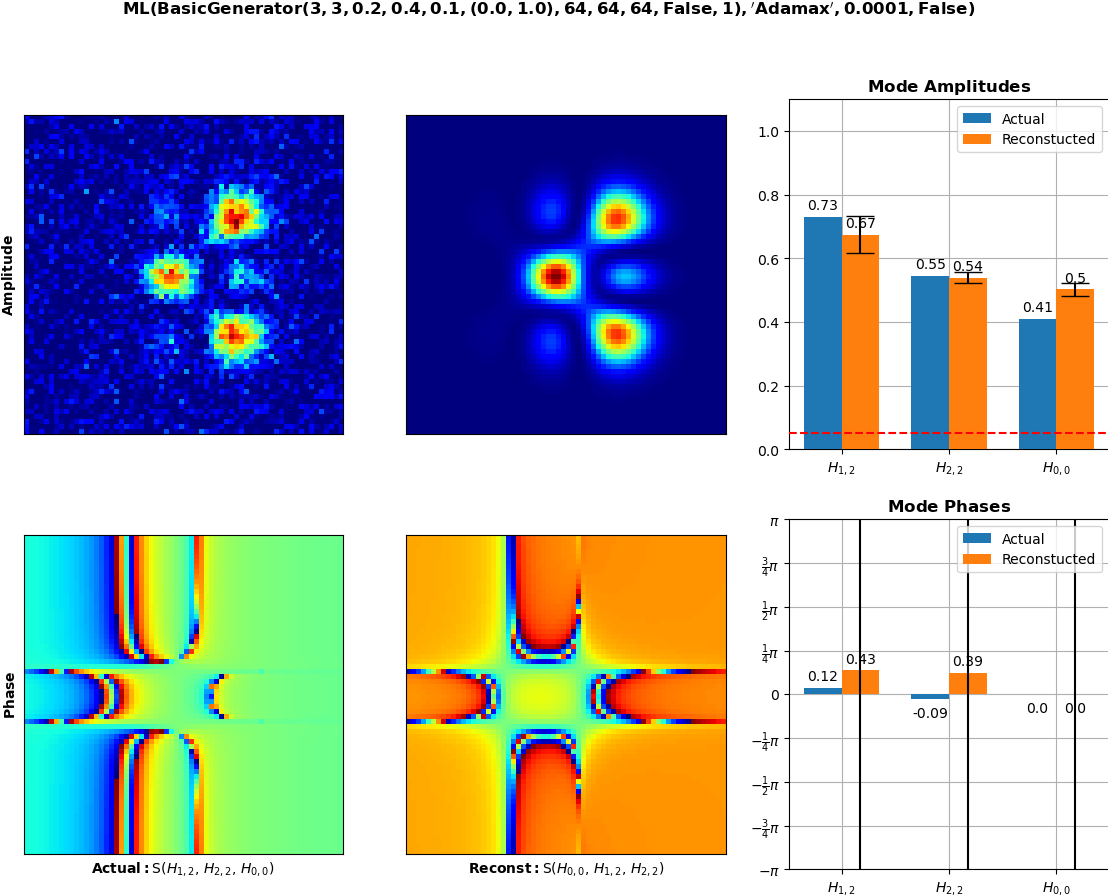 ML(BasicGenerator(3, 3, 0.2, 0.4, 0.1, (0.0, 1.0), 64, 64, 64, False, 1), ′Adamax′, 0.0001, False)
Amplitude
Mode Amplitudes
Actual
Reconstucted
1.0
0.8
0.6
0.4
0.2
0.0
0.73
0.67
0.55
0.54
0.41
0.5
H1, 2
H2, 2
H0, 0
Phase
Actual: S(H1, 2, H2, 2, H0, 0)
Reconst: S(H0, 0, H1, 2, H2, 2)
Mode Phases
Actual
Reconstucted
π
3/4π
1/2π
1/4π
0
−1/4π
−1/2π
−3/4π
−π
0.12
0.43
-0.09
0.39
0.0
0.0
H1, 2
H2, 2
H0, 0